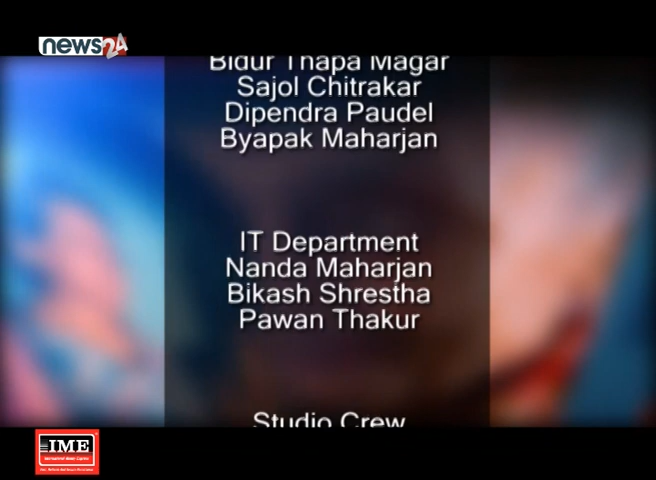 news24
Bidur Thapa Magar
Sajol Chitrakar
Dipendra Paudel
Byapak Maharjan
IT Department
Nanda Maharjan
Bikash Shrestha
Pawan Thakur
Studio Crew
IME